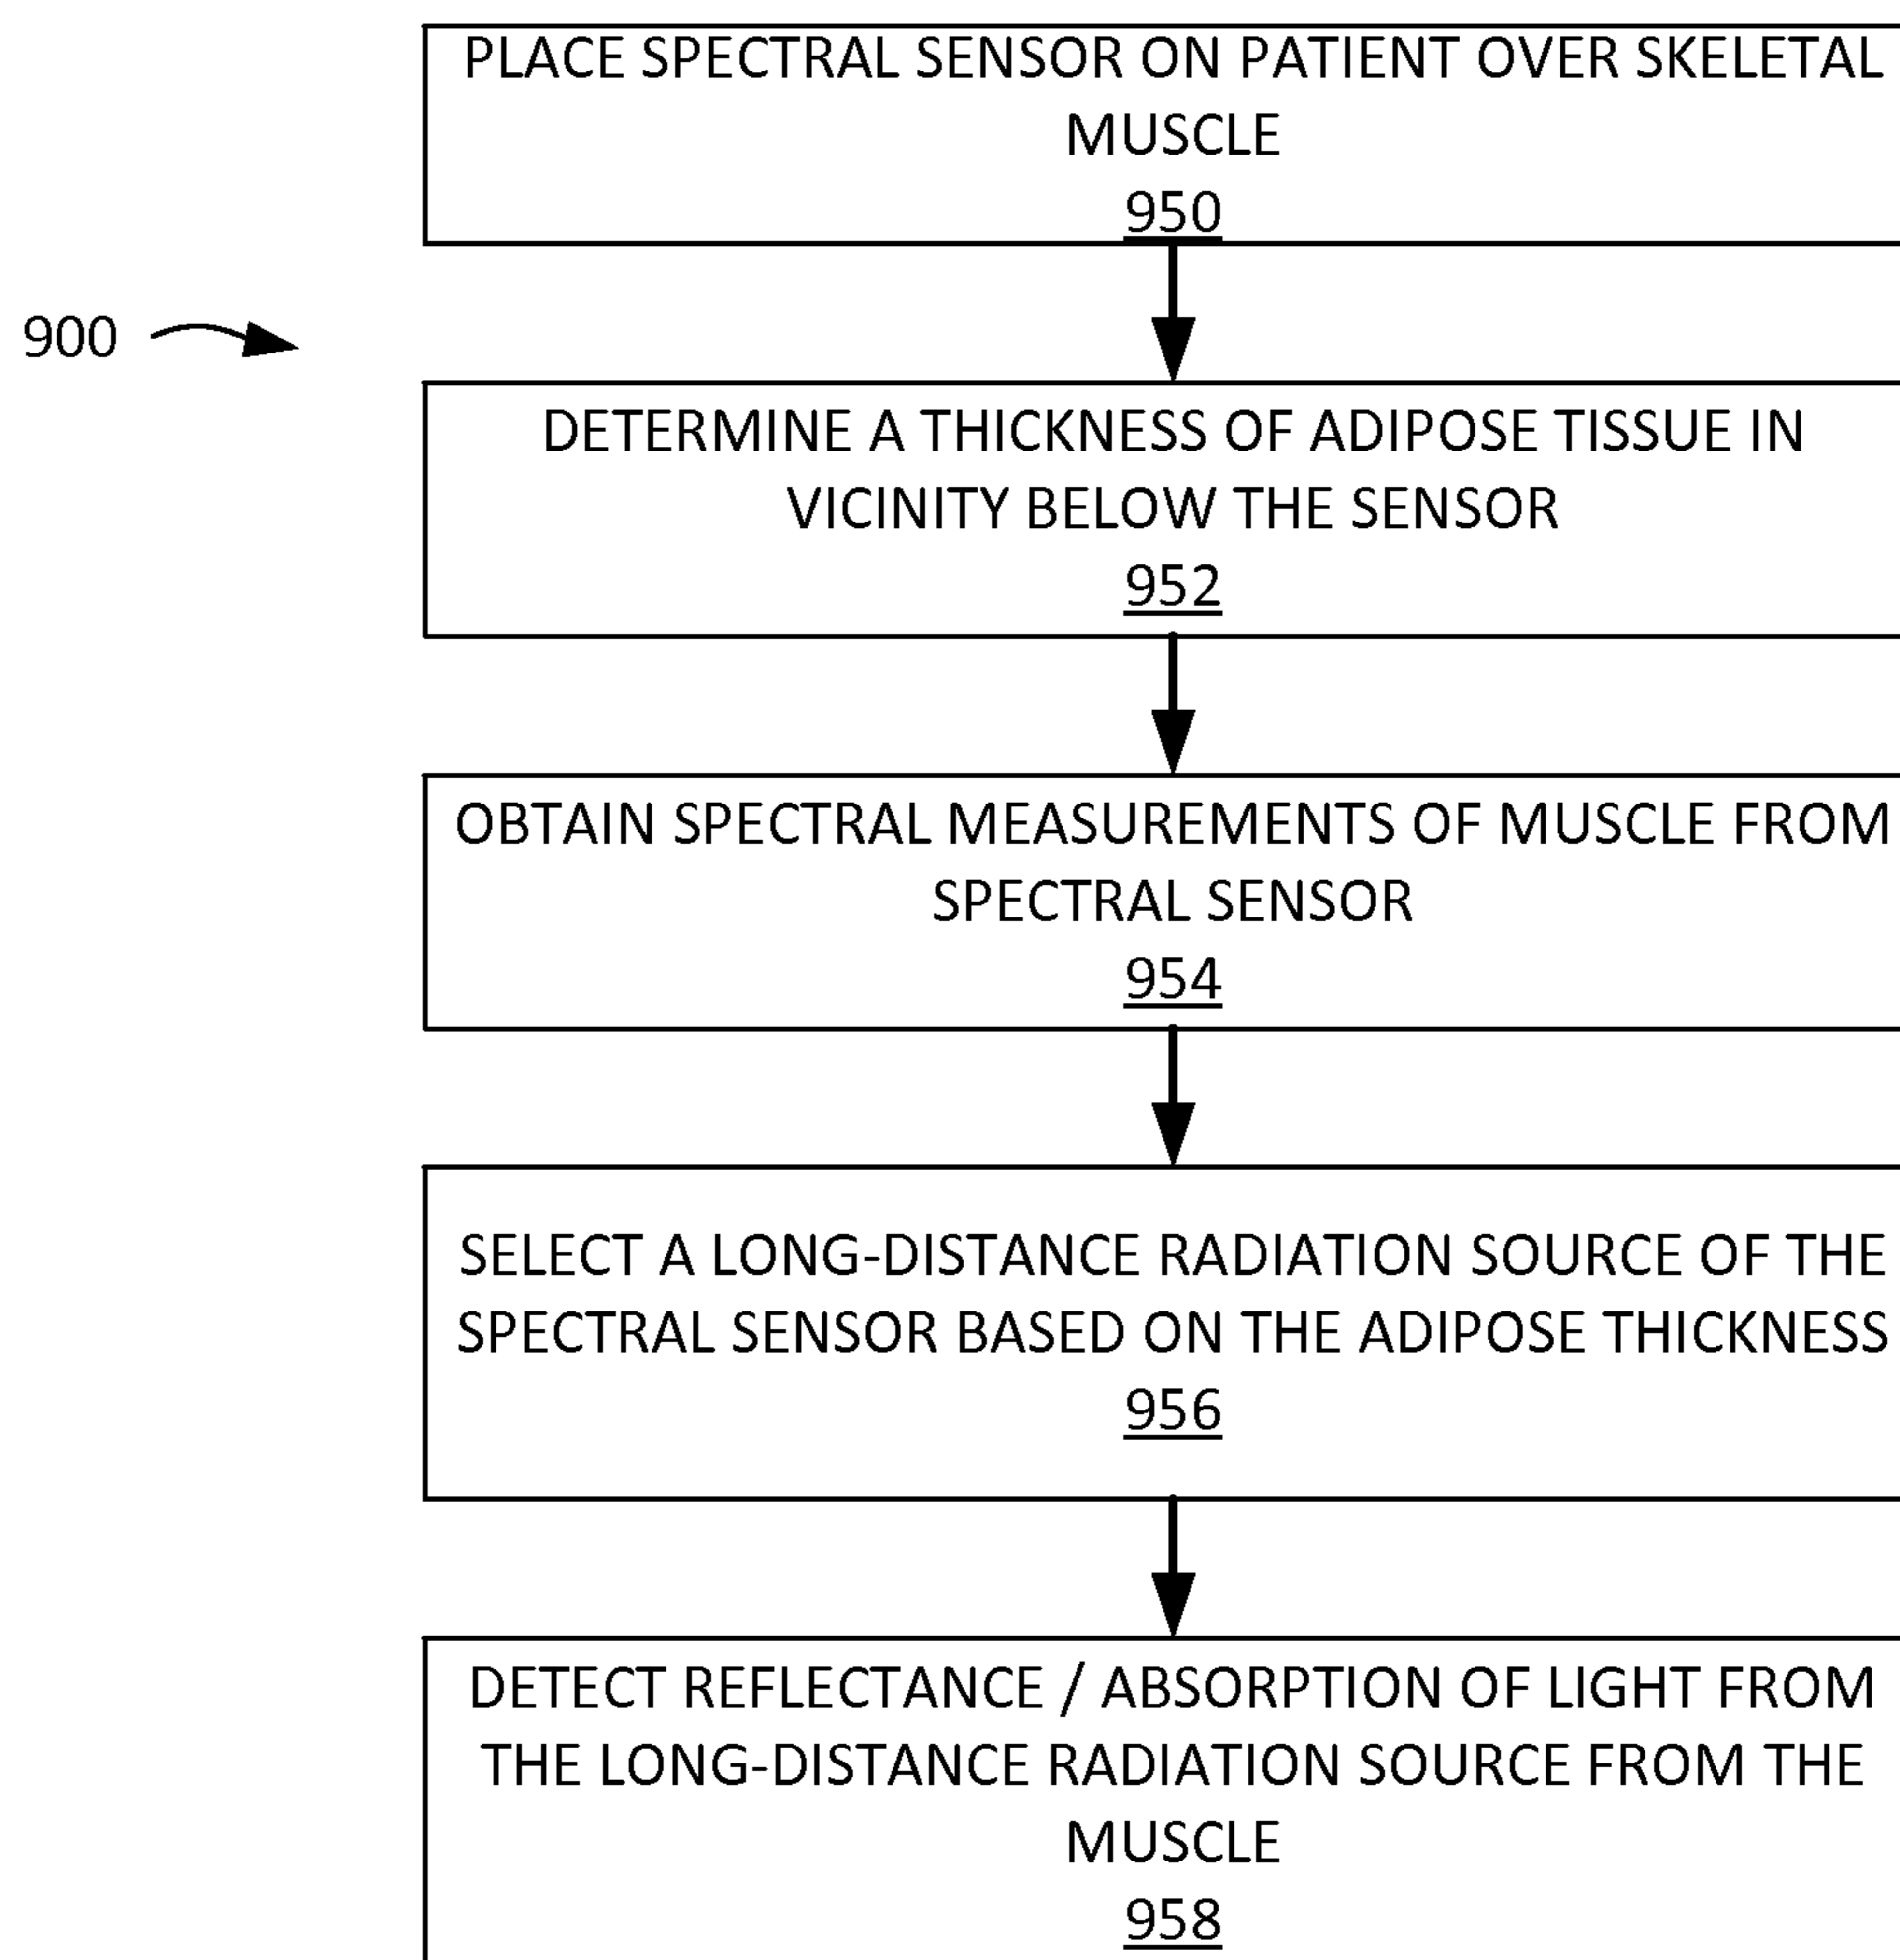 PLACE SPECTRAL SENSOR ON PATIENT OVER SKELETAL
MUSCLE
950
900
DETERMINE A THICKNESS OF ADIPOSE TISSUE IN
VICINITY BELOW THE SENSOR
952
OBTAIN SPECTRAL MEASUREMENTS OF MUSCLE FROM
SPECTRAL SENSOR
954
SELECT A LONG-DISTANCE RADIATION SOURCE OF THE
SPECTRAL SENSOR BASED ON THE ADIPOSE THICKNESS
956
DETECT REFLECTANCE / ABSORPTION OF LIGHT FROM
THE LONG-DISTANCE RADIATION SOURCE FROM THE
MUSCLE
958